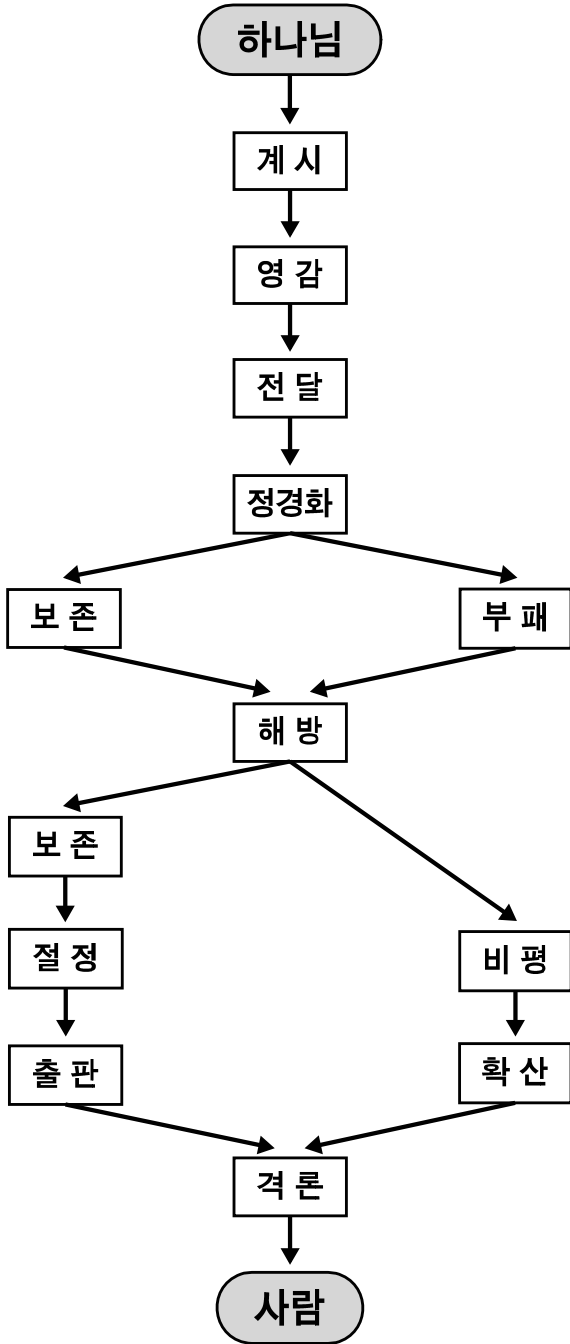 하나님
계 시
영 감
전 달
정경화
보 존
부 패
해 방
보 존
절 정
비 평
출 판
확 산
격 론
사람